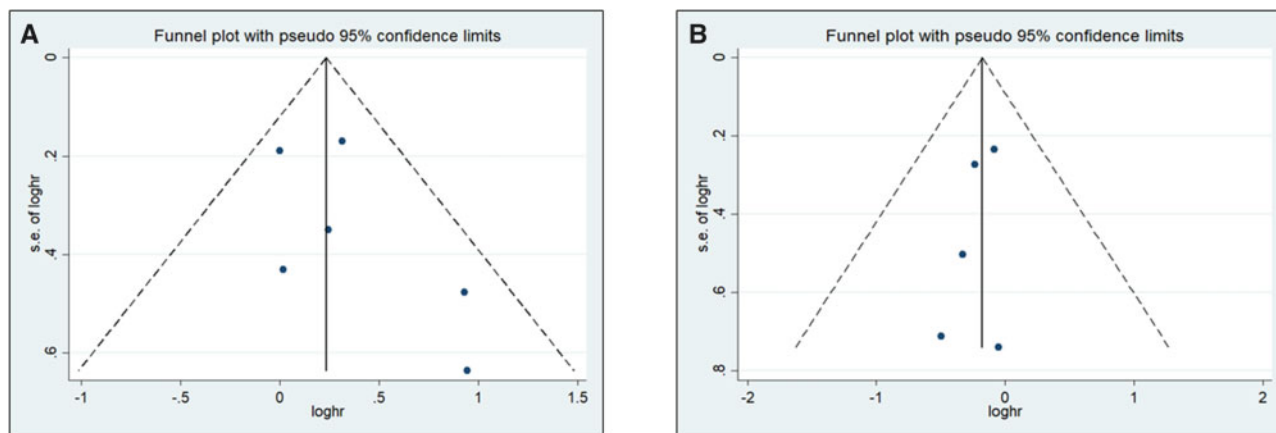 A
Funnel plot with pseudo 95% confidence limits
0
.2
.4
.6
s.e. of loghr
-1
-.5
0
.5
1
1.5
loghr
B
Funnel plot with pseudo 95% confidence limits
0
.2
.4
.6
.8
s.e. of loghr
-2
-1
0
1
2
loghr